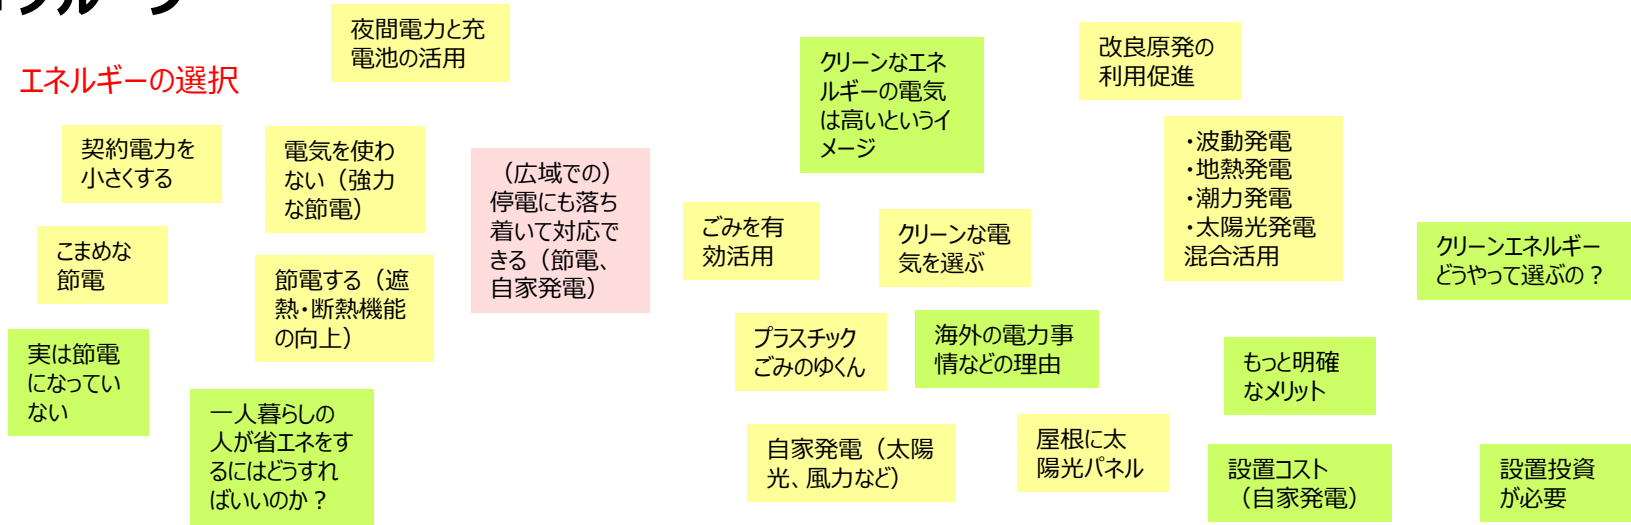 グループ
エネルギーの選択
夜間電力と充
電池の活用
契約電力を
小さくする
電気を使わ
ない（強力
な節電）
こまめな
節電
節電する（遮
熱・断熱機能
の向上）
実は節電
になってい
ない
一人暮らしの
人が省エネをす
るにはどうすれ
ばいいのか？
（広域での）
停電にも落ち
着いて対応で
きる（節電、
自家発電）
クリーンなエネ
ルギーの電気
は高いというイ
メージ
ごみを有
効活用
クリーンな電
気を選ぶ
プラスチック
ごみのゆくん
海外の電力事
情などの理由
自家発電（太陽
光、風力など）
屋根に太
陽光パネル
改良原発の
利用促進
・波動発電
・地熱発電
・潮力発電
・太陽光発電
混合活用
クリーンエネルギー
どうやって選ぶの？
もっと明確
なメリット
設置コスト
（自家発電）
設置投資
が必要